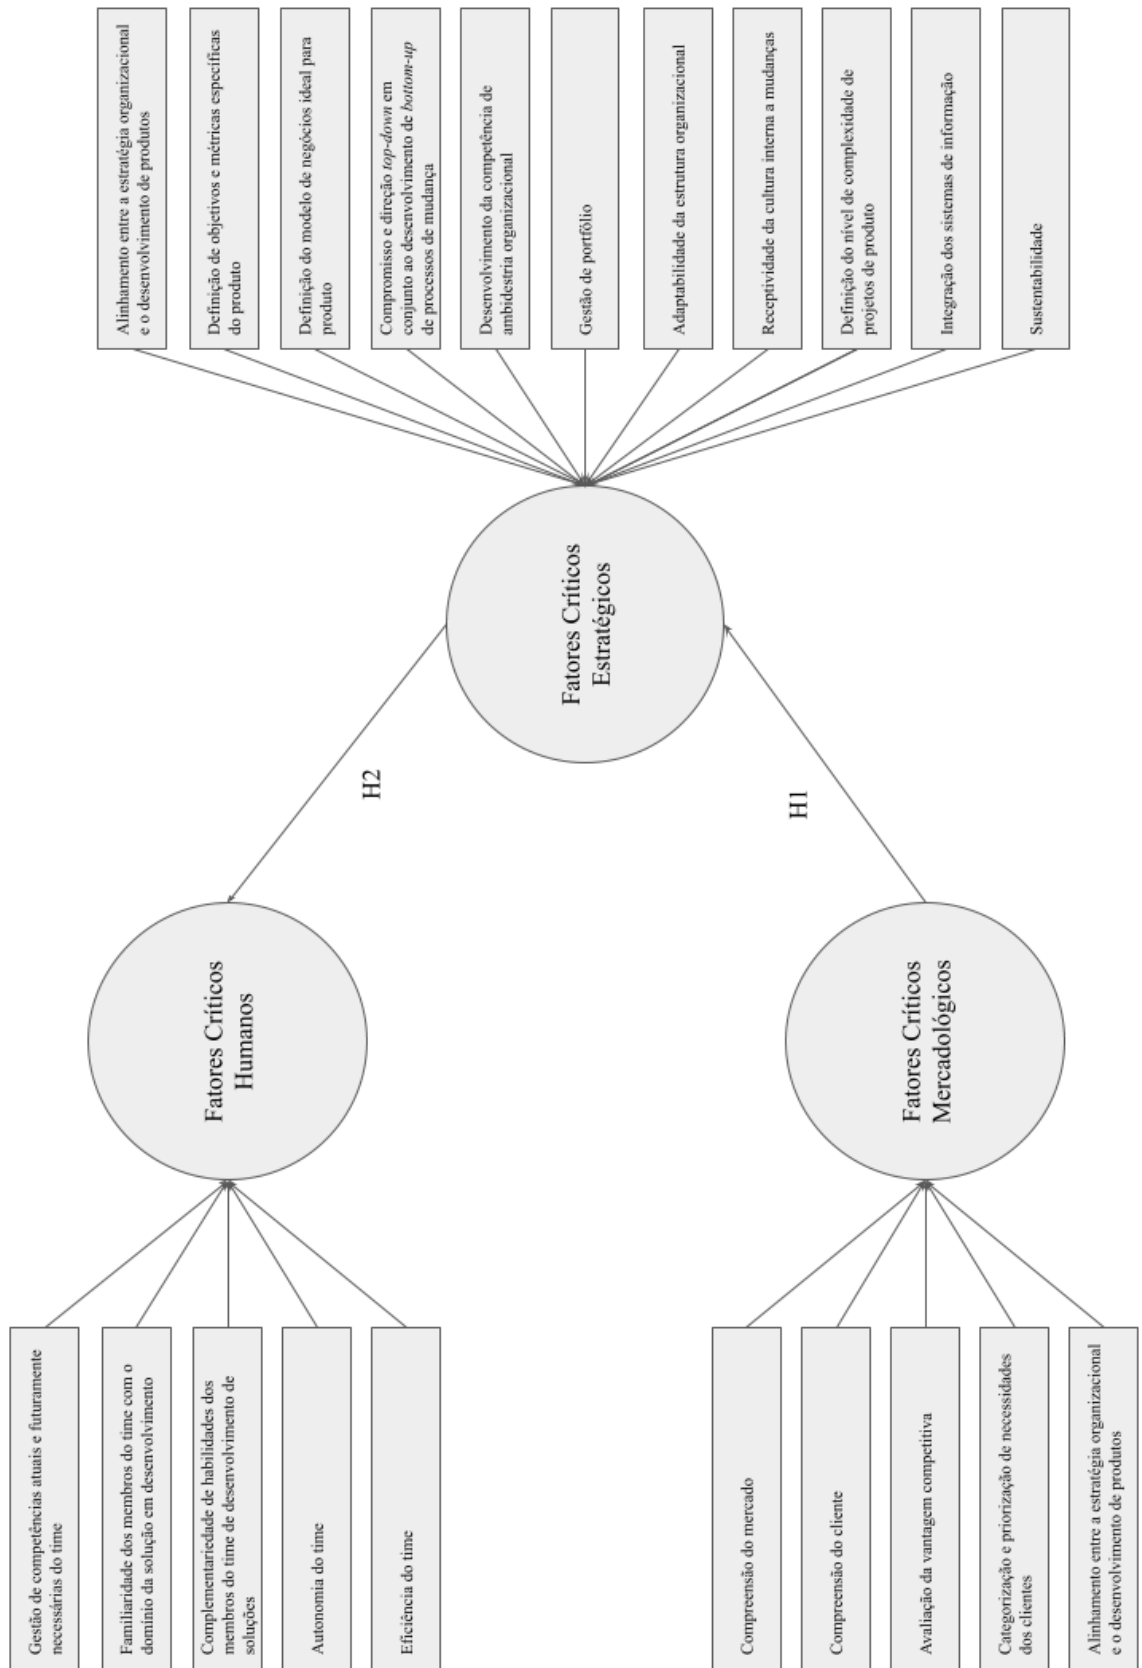 Gestão de competências atuais e futuramente
necessárias do time
Familiaridade dos membros do time com o
domínio da solução em desenvolvimento
Complementariedade de habilidades dos
membros do time de desenvolvimento de
soluções
Autonomia do time
Eficiência do time
Compreensão do mercado
Compreensão do cliente
Avaliação da vantagem competitiva
Categorização e priorização de necessidades
dos clientes
Alinhamento entre a estratégia organizacional
e o desenvolvimento de produtos
Fatores Críticos
Humanos
Fatores Críticos
Mercadológicos
H2
H1
Fatores Críticos
Estratégicos
Alinhamento entre a estratégia organizacional
e o desenvolvimento de produtos
Definição de objetivos e métricas específicas
do produto
Definição do modelo de negócios ideal para
produto
Compromisso e direção top-down em
conjunto ao desenvolvimento de bottom-up
de processos de mudança
Desenvolvimento da competência de
ambidestria organizacional
Gestão de portfólio
Adaptabilidade da estrutura organizacional
Receptividade da cultura interna a mudanças
Definição do nível de complexidade de
projetos de produto
Integração dos sistemas de informação
Sustentabilidade